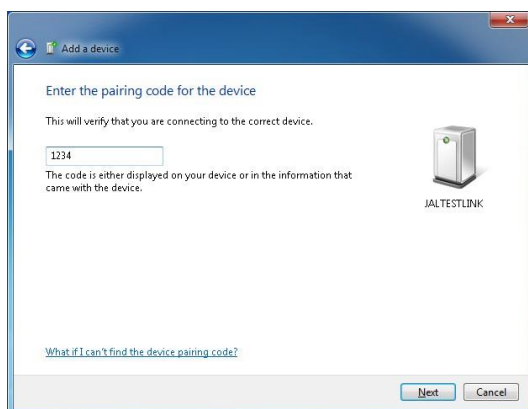 Add a device
Enter the pairing code for the device
This will verify that you are connecting to the correct device.
1234
The code is either displayed on your device or in the information that
came with the device.
JALTESTLINK
What if I can't find the device pairing code?
Next
Cancel